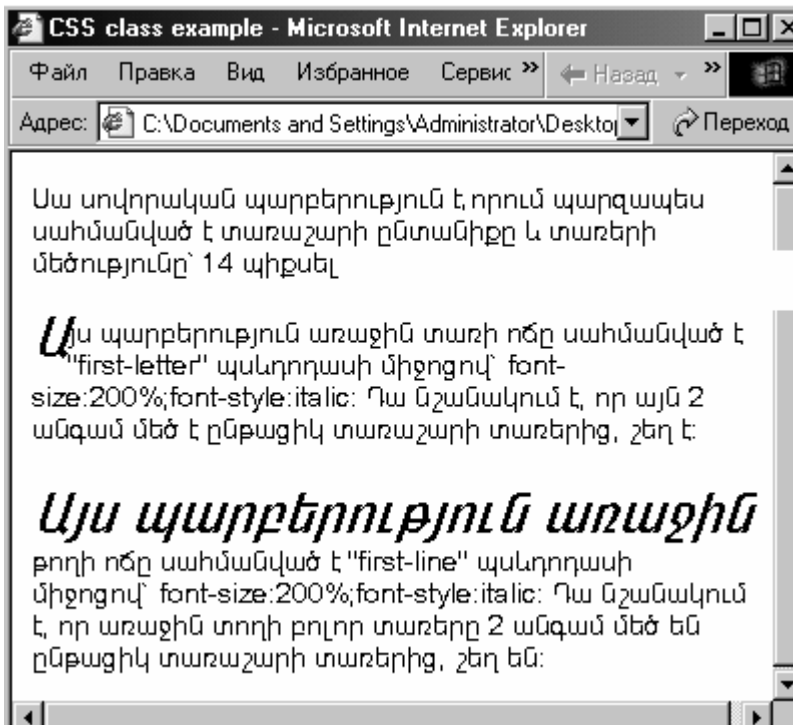 CSS class example - Microsoft Internet Explorer
Файл Правка Вид Избранное Сервис » Назад »
Адрес: C:\Documents and Settings\Administrator\Desktop Переход
Սա սովորական պարբերություն է, որում պարզապես
սահմանված է տառաշարի ընտանիքը և տառերի
մեծությունը՝ 14 պիքսել
Այս պարբերություն առաջին տառի ոճը սահմանված է
"first-letter" պսևդոդասի միջոցով՝ font-
size:200%;font-style:italic: Դա նշանակում է, որ այն 2
անգամ մեծ է ընթացիկ տառաշարի տառերից, շեղ է:
Այս պարբերություն առաջին
թողի ոճը սահմանված է "first-line" պսևդոդասի
միջոցով՝ font-size:200%;font-style:italic: Դա նշանակում
է, որ առաջին տողի բոլոր տառերը 2 անգամ մեծ են
ընթացիկ տառաշարի տառերից, շեղ են: